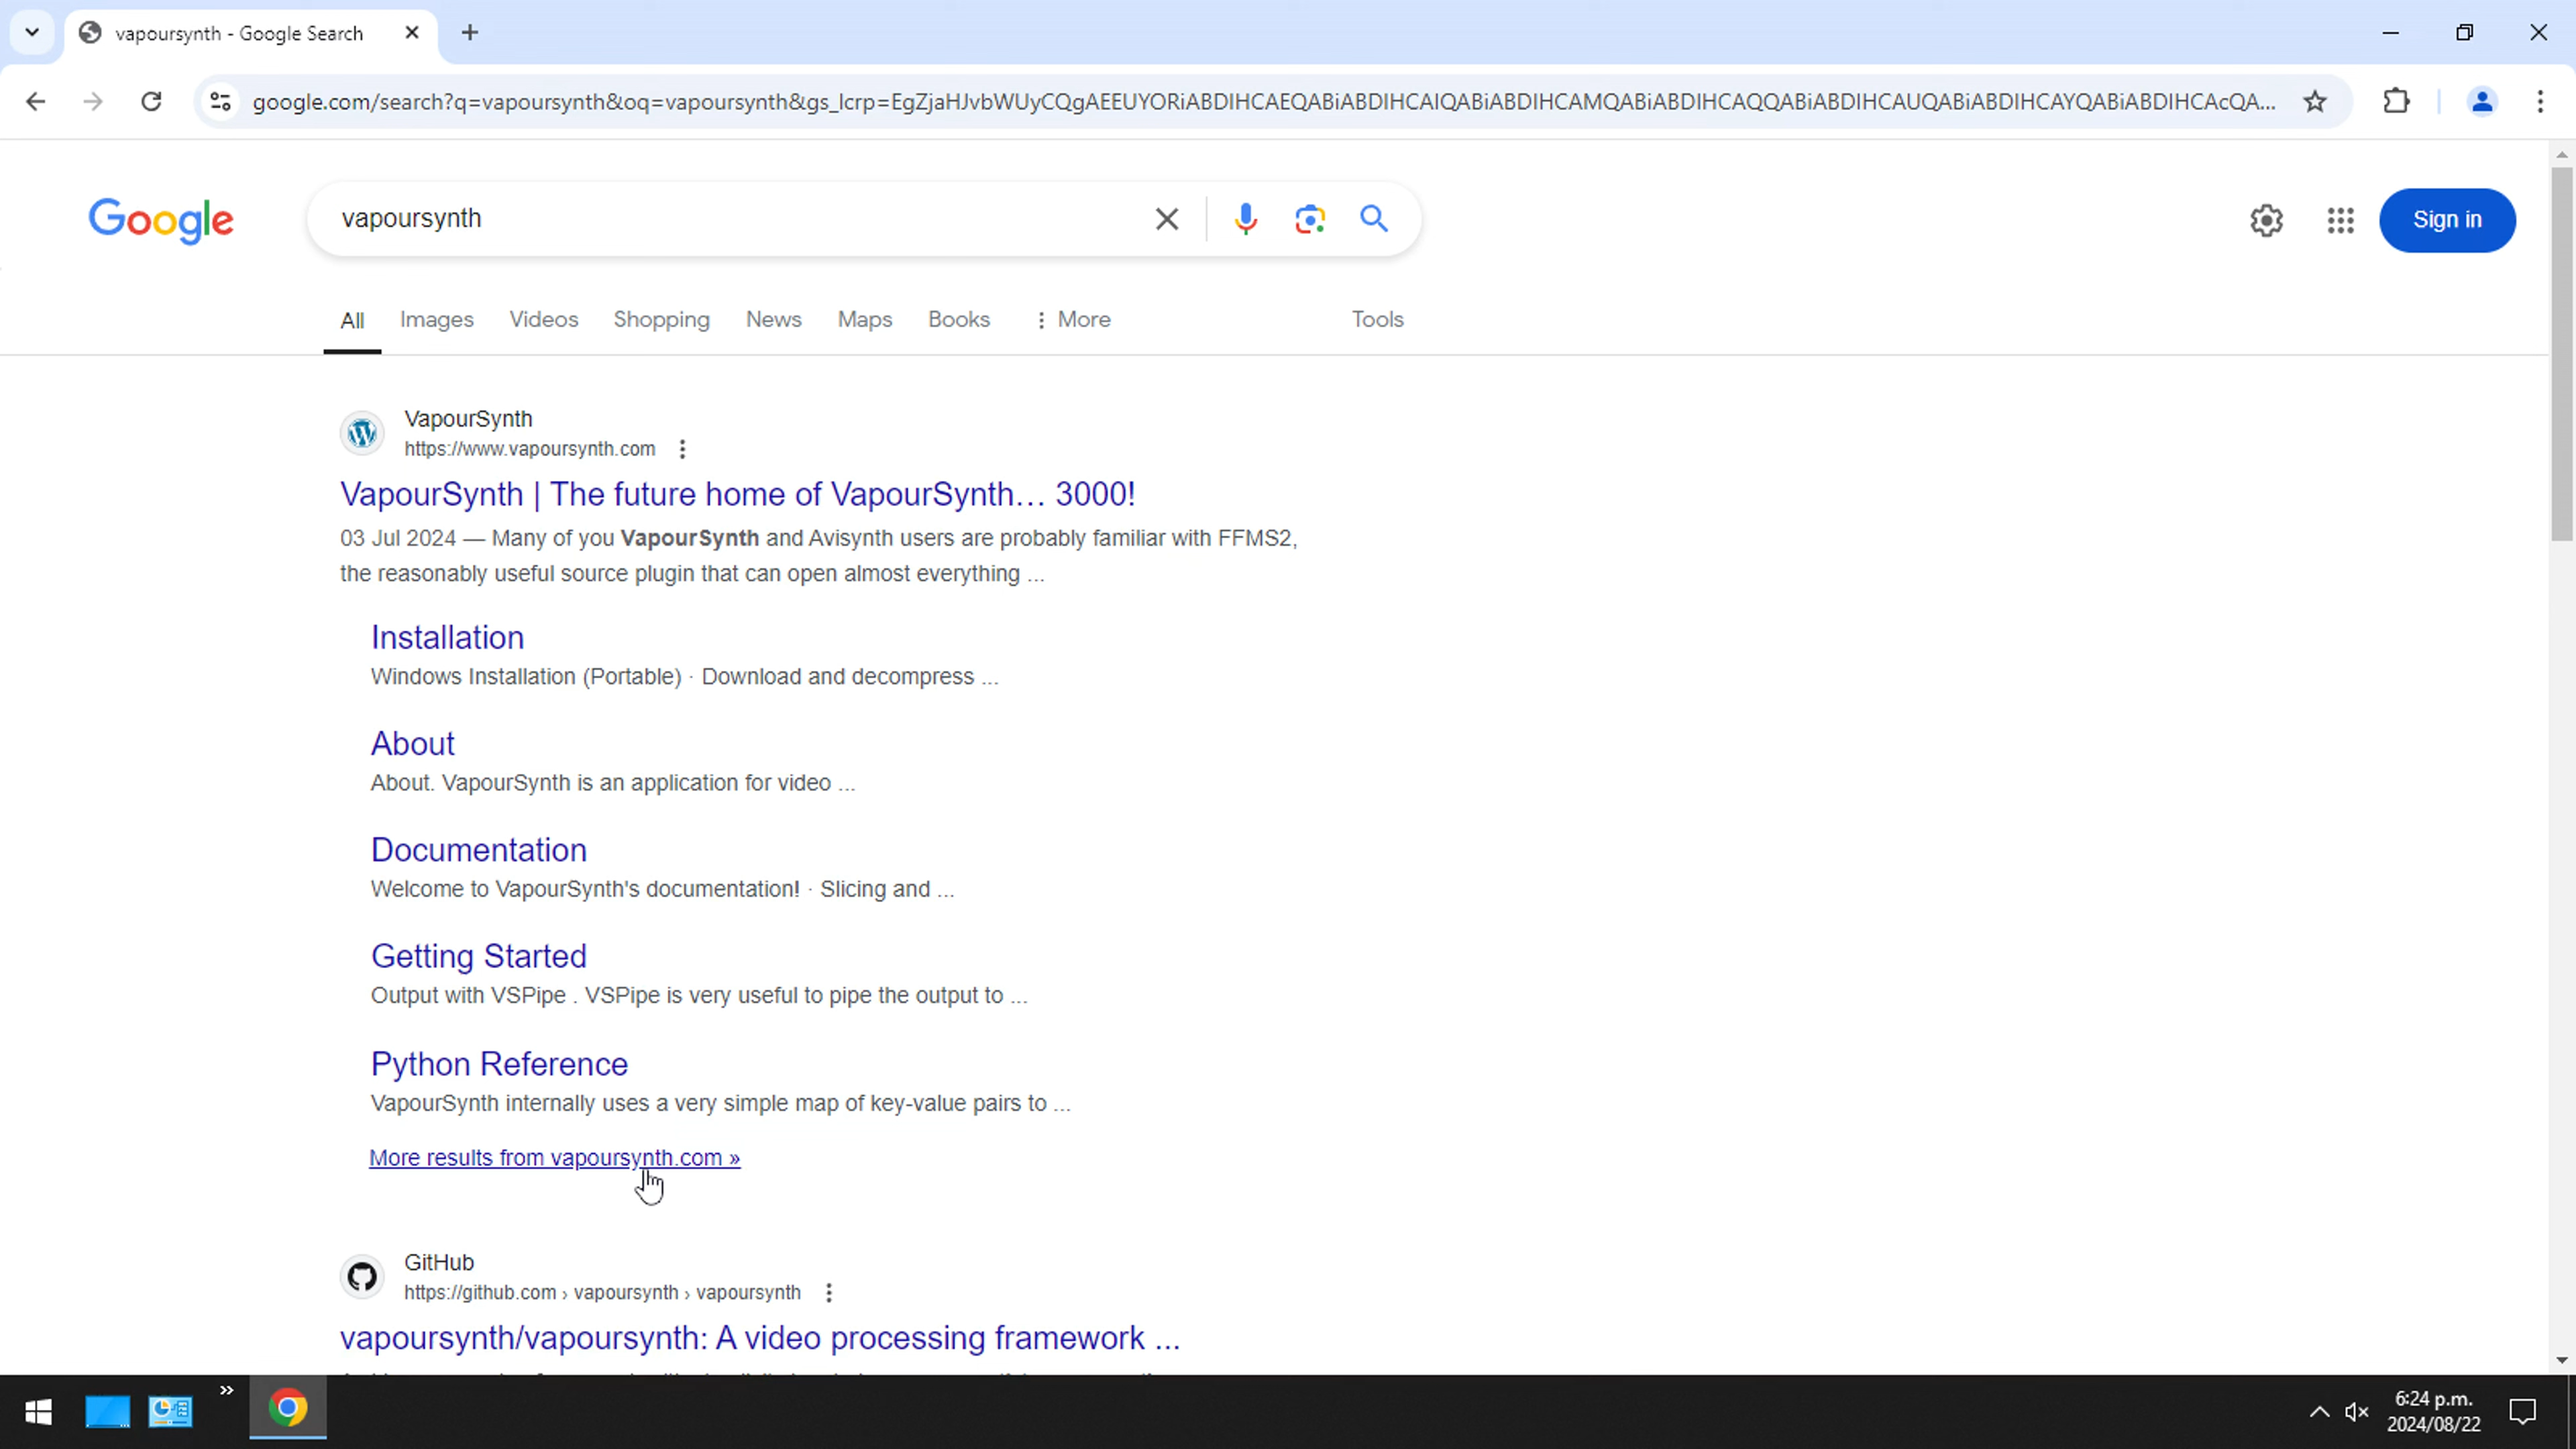 vapoursynth - Google Search
google.com/search?q=vapoursynth&oq=vapoursynth&gs_lcrp=EgZjaHJvbWUyCQgAEEUYORiABDIHCAEQABiABDIHCAIQABiABDIHCAMQABiABDIHCAQQABiABDIHCAUQABiABDIHCAYQABiABDIHCAcQA...
Google
vapoursynth
Sign in
All Images Videos Shopping News Maps Books More Tools
VapourSynth
https://www.vapoursynth.com
VapourSynth | The future home of VapourSynth… 3000!
03 Jul 2024 — Many of you VapourSynth and Avisynth users are probably familiar with FFMS2,
the reasonably useful source plugin that can open almost everything ...
Installation
Windows Installation (Portable) · Download and decompress ...
About
About. VapourSynth is an application for video ...
Documentation
Welcome to VapourSynth's documentation! · Slicing and ...
Getting Started
Output with VSPipe . VSPipe is very useful to pipe the output to ...
Python Reference
VapourSynth internally uses a very simple map of key-value pairs to ...
More results from vapoursynth.com »
GitHub
https://github.com › vapoursynth › vapoursynth
vapoursynth/vapoursynth: A video processing framework ...
6:24 p.m.
2024/08/22